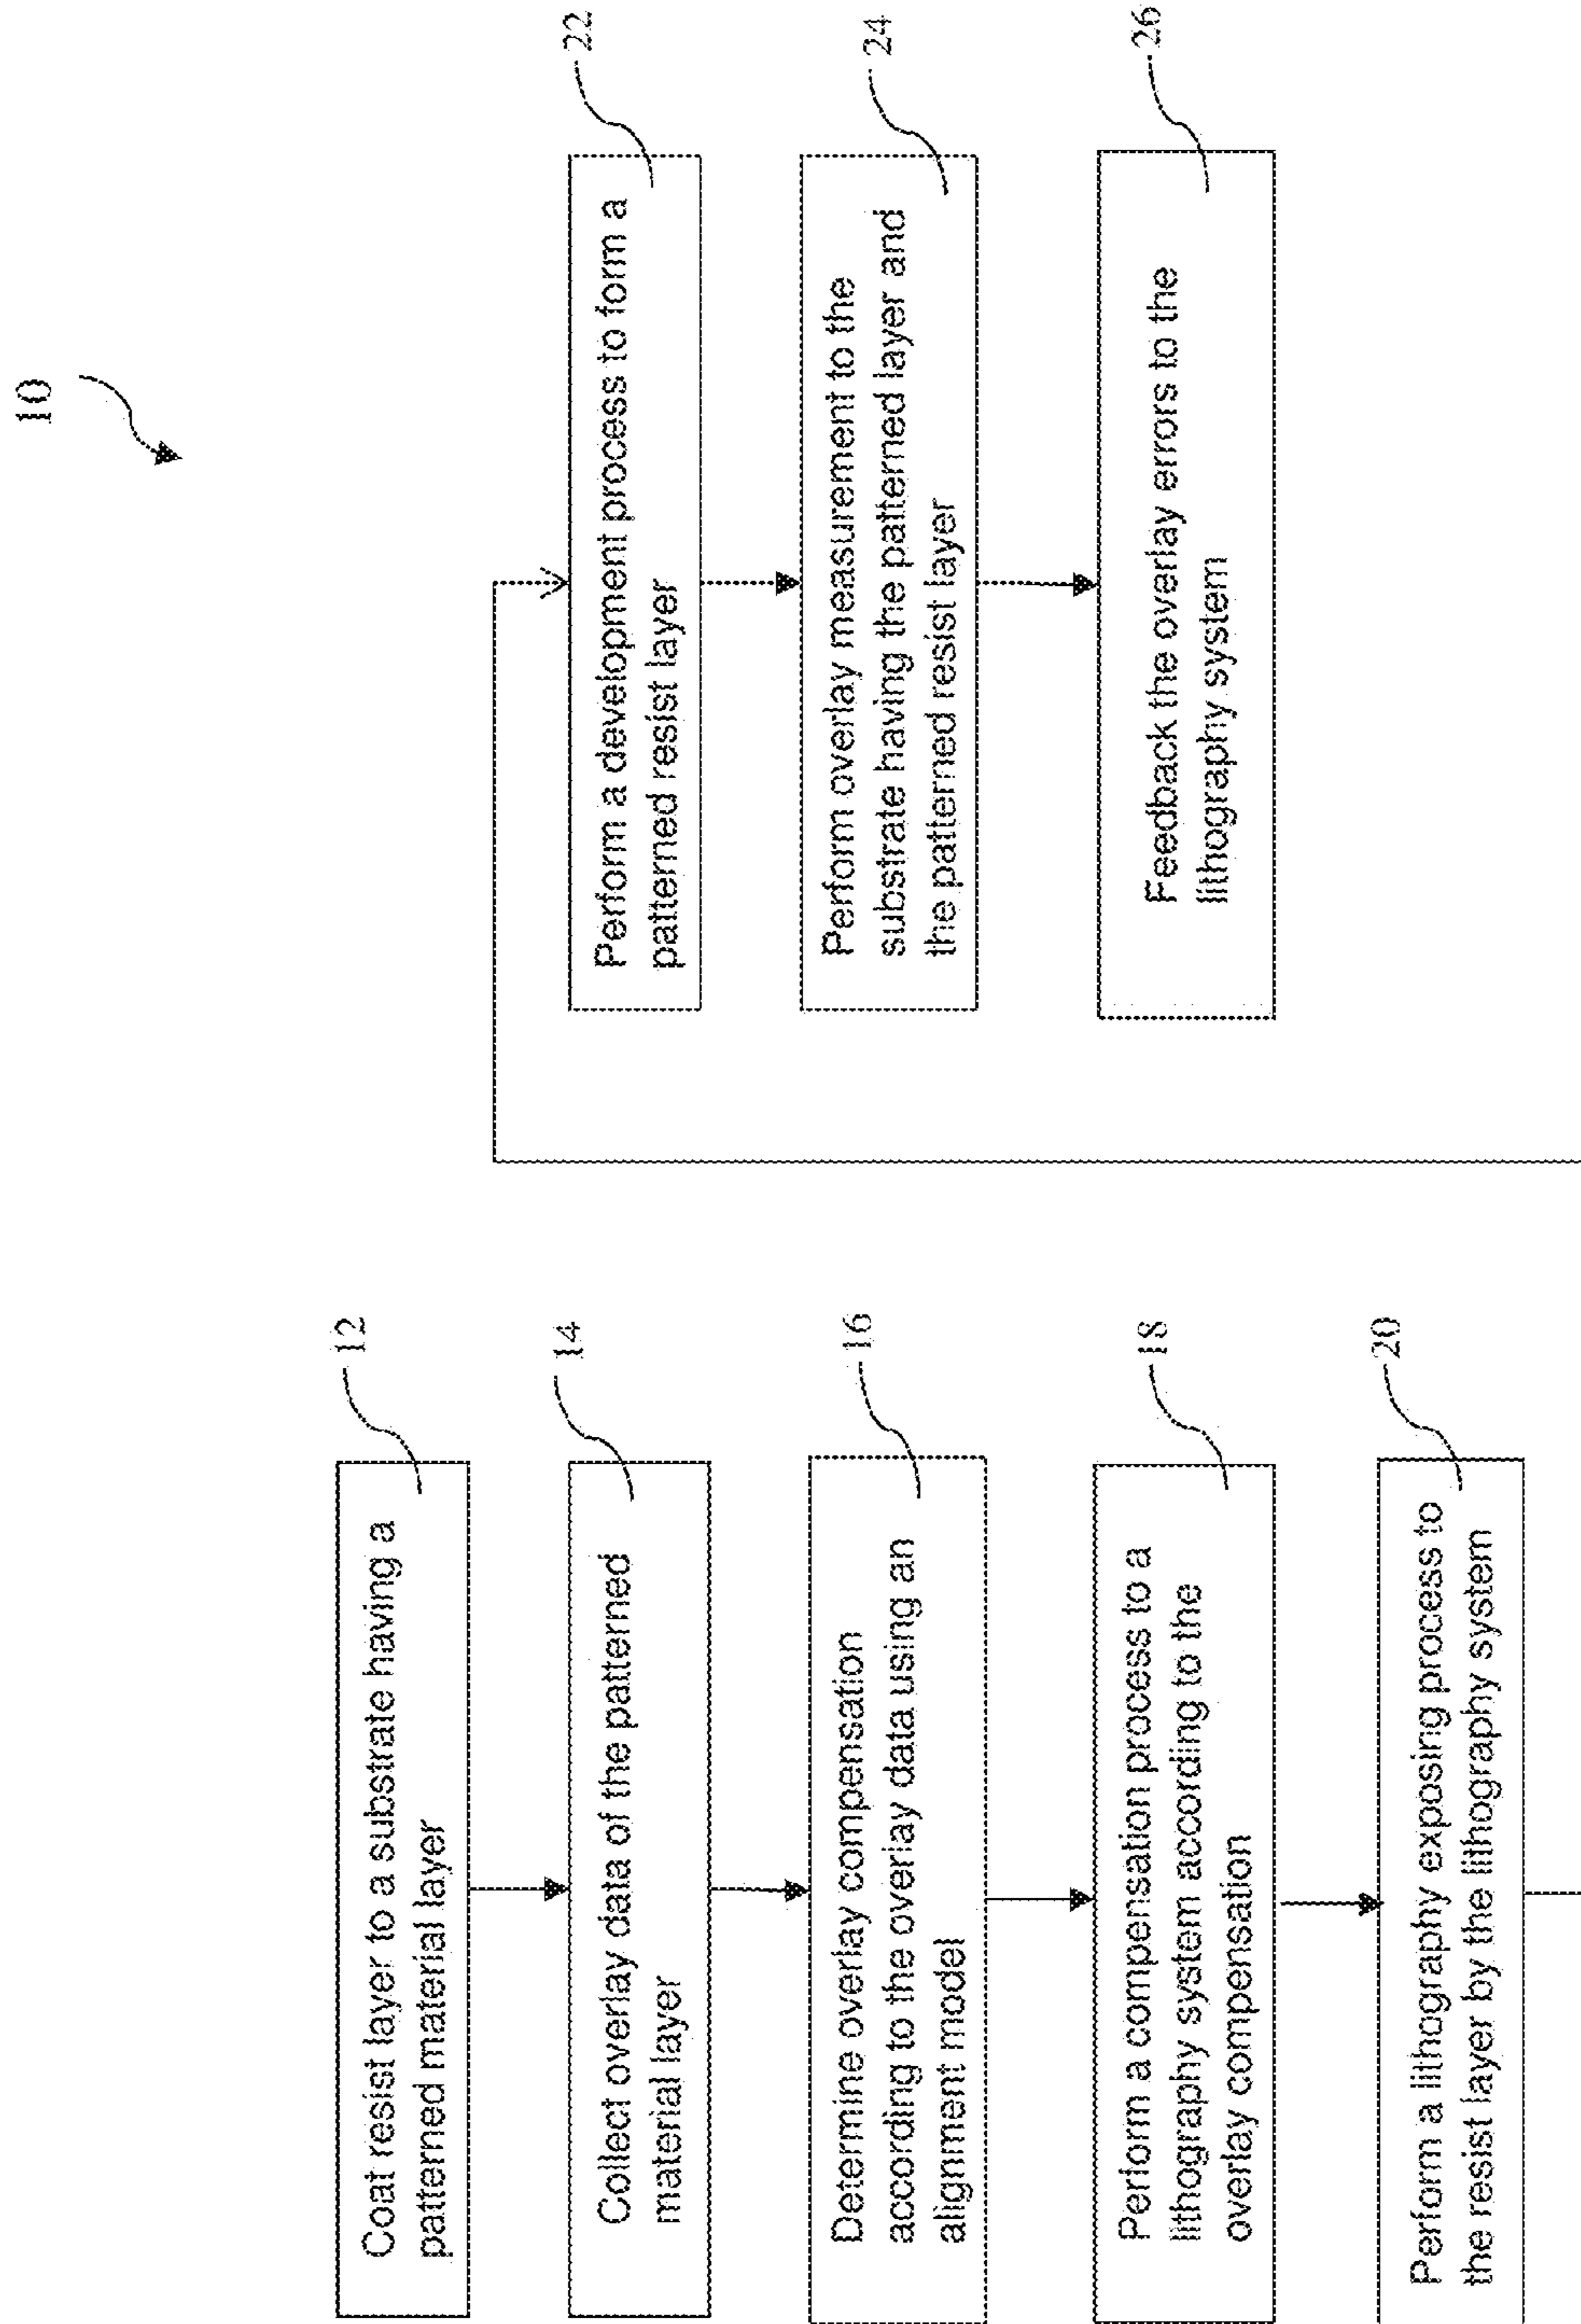 10
Coat resist layer to a substrate having a
patterned material layer
12
Collect overlay data of the patterned
material layer
14
Determine overlay compensation
according to the overlay data using an
alignment model
16
Perform a compensation process to a
lithography system according to the
overlay compensation
18
Perform a lithography exposing process to
the resist layer by the lithography system
20
Perform a development process to form a
patterned resist layer
22
Perform overlay measurement to the
substrate having the patterned layer and
the patterned resist layer
24
Feedback the overlay errors to the
lithography system
26